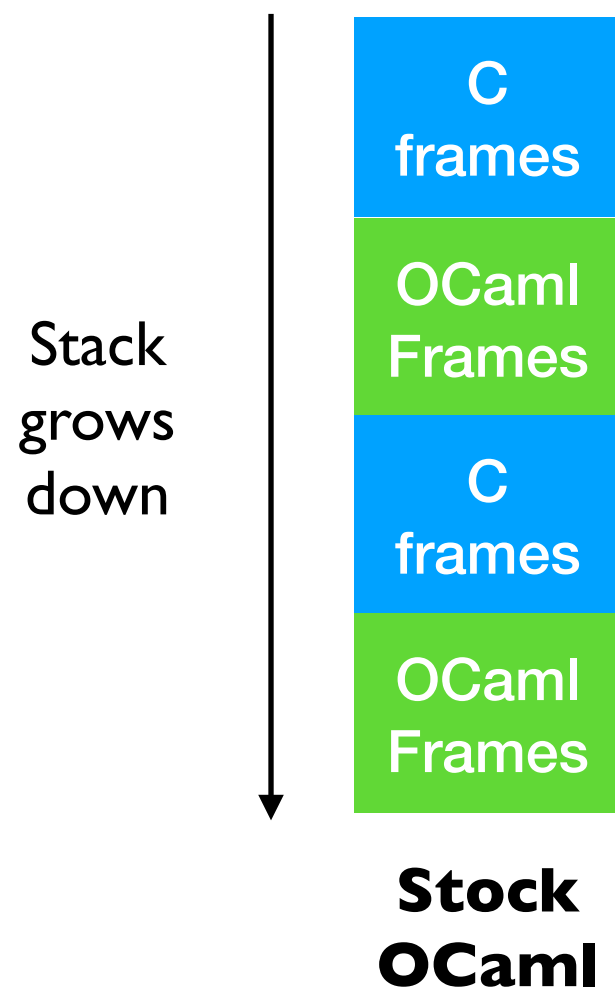 Stack
grows
down
C
frames
OCaml
Frames
C
frames
OCaml
Frames
Stock
OCaml